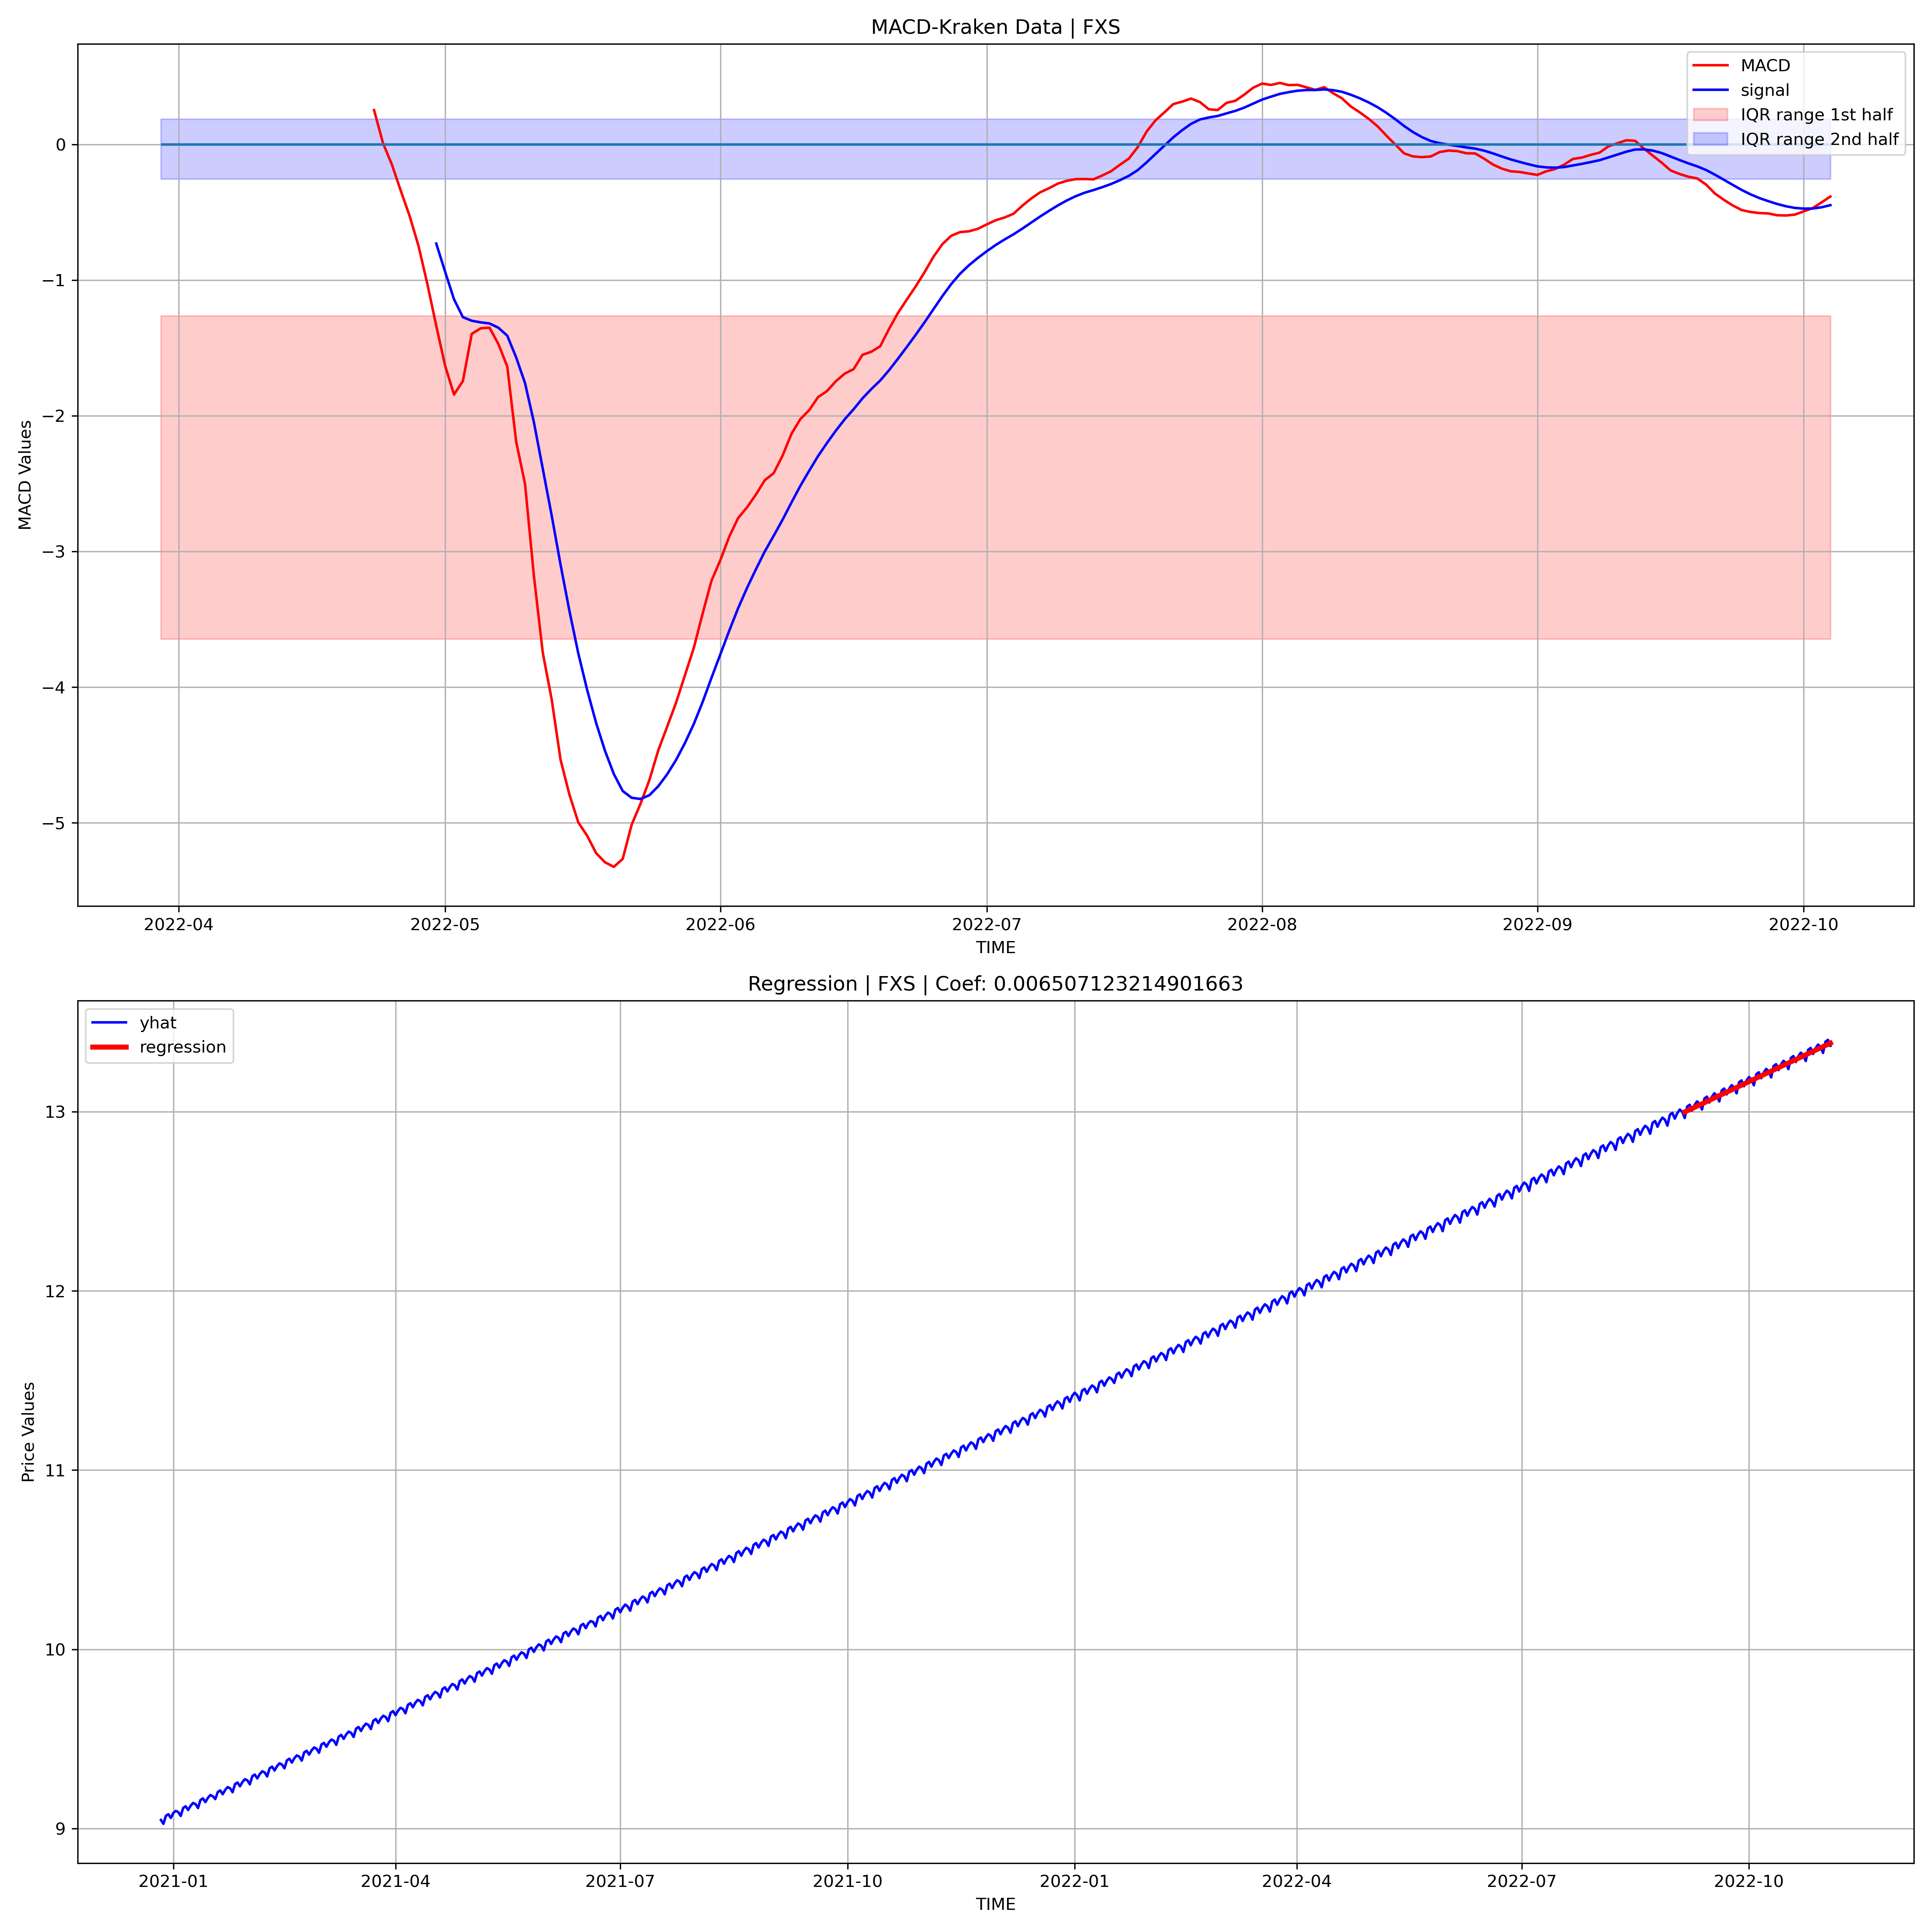 MACD-Kraken Data | FXS
MACD
signal
IQR range 1st half
IQR range 2nd half
MACD Values
0
−1
−2
−3
−4
−5
2022-04
2022-05
2022-06
2022-07
2022-08
2022-09
2022-10
TIME
Regression | FXS | Coef: 0.006507123214901663
yhat
regression
Price Values
13
12
11
10
9
2021-01
2021-04
2021-07
2021-10
2022-01
2022-04
2022-07
2022-10
TIME